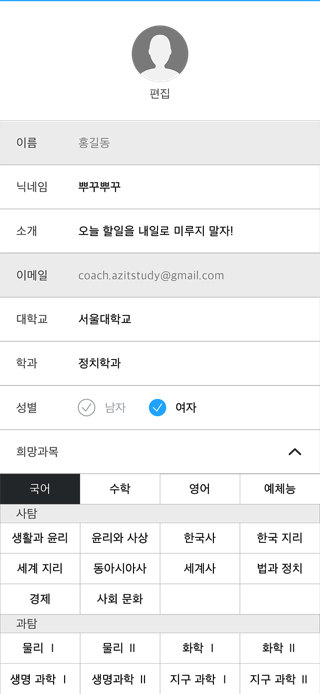 편집
이름 홍길동
닉네임 뿌꾸뿌꾸
소개 오늘 할일을 내일로 미루지 말자!
이메일 coach.azitstudy@gmail.com
대학교 서울대학교
학과 정치학과
성별 남자 여자
희망과목
국어 수학 영어 예체능
사탐
생활과 윤리 윤리와 사상 한국사 한국 지리
세계 지리 동아시아사 세계사 법과 정치
경제 사회 문화
과탐
물리 Ⅰ 물리 Ⅱ 화학 Ⅰ 화학 Ⅱ
생명 과학 Ⅰ 생명과학 Ⅱ 지구 과학 Ⅰ 지구 과학 Ⅱ